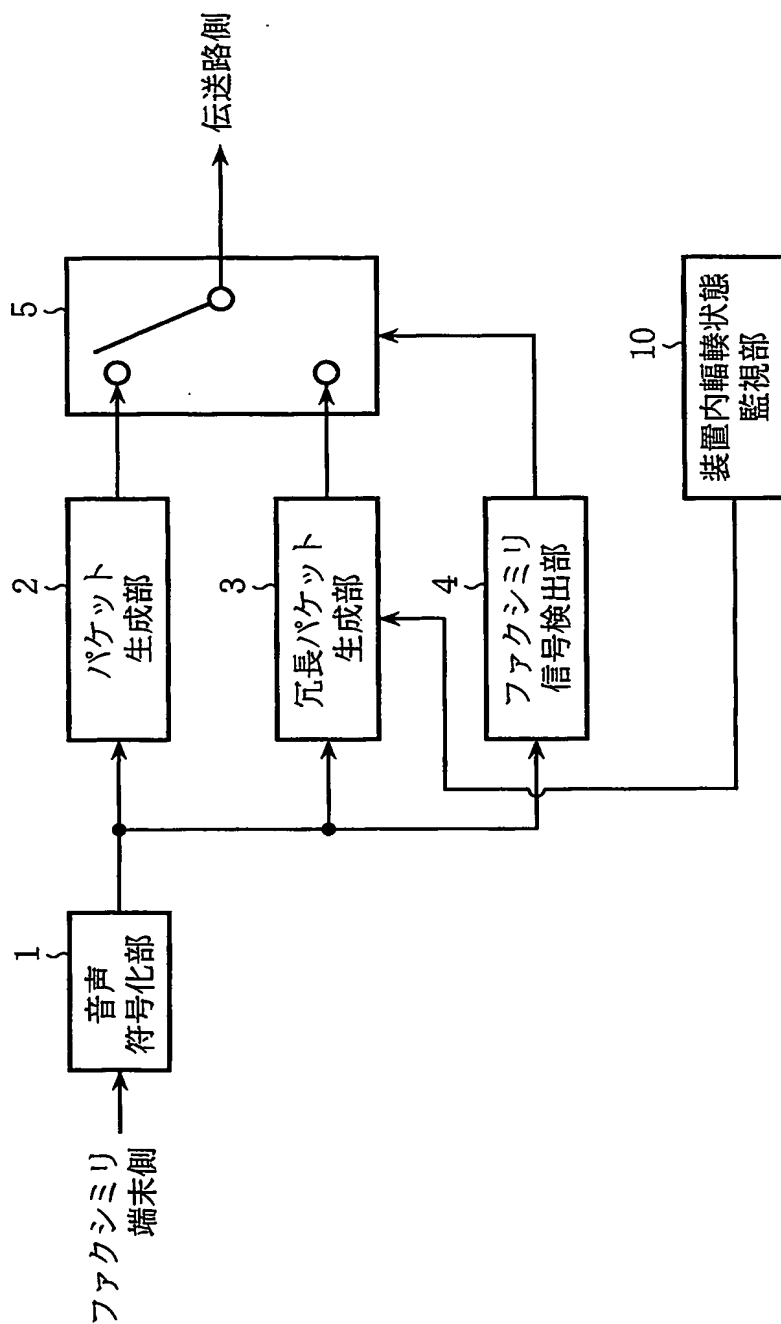 ファクシミリ
端末側
1
音声
符号化部
2
パケット
生成部
3
冗長パケット
生成部
4
ファクシミリ
信号検出部
5
伝送路側
10
装置内輻輳状態
監視部